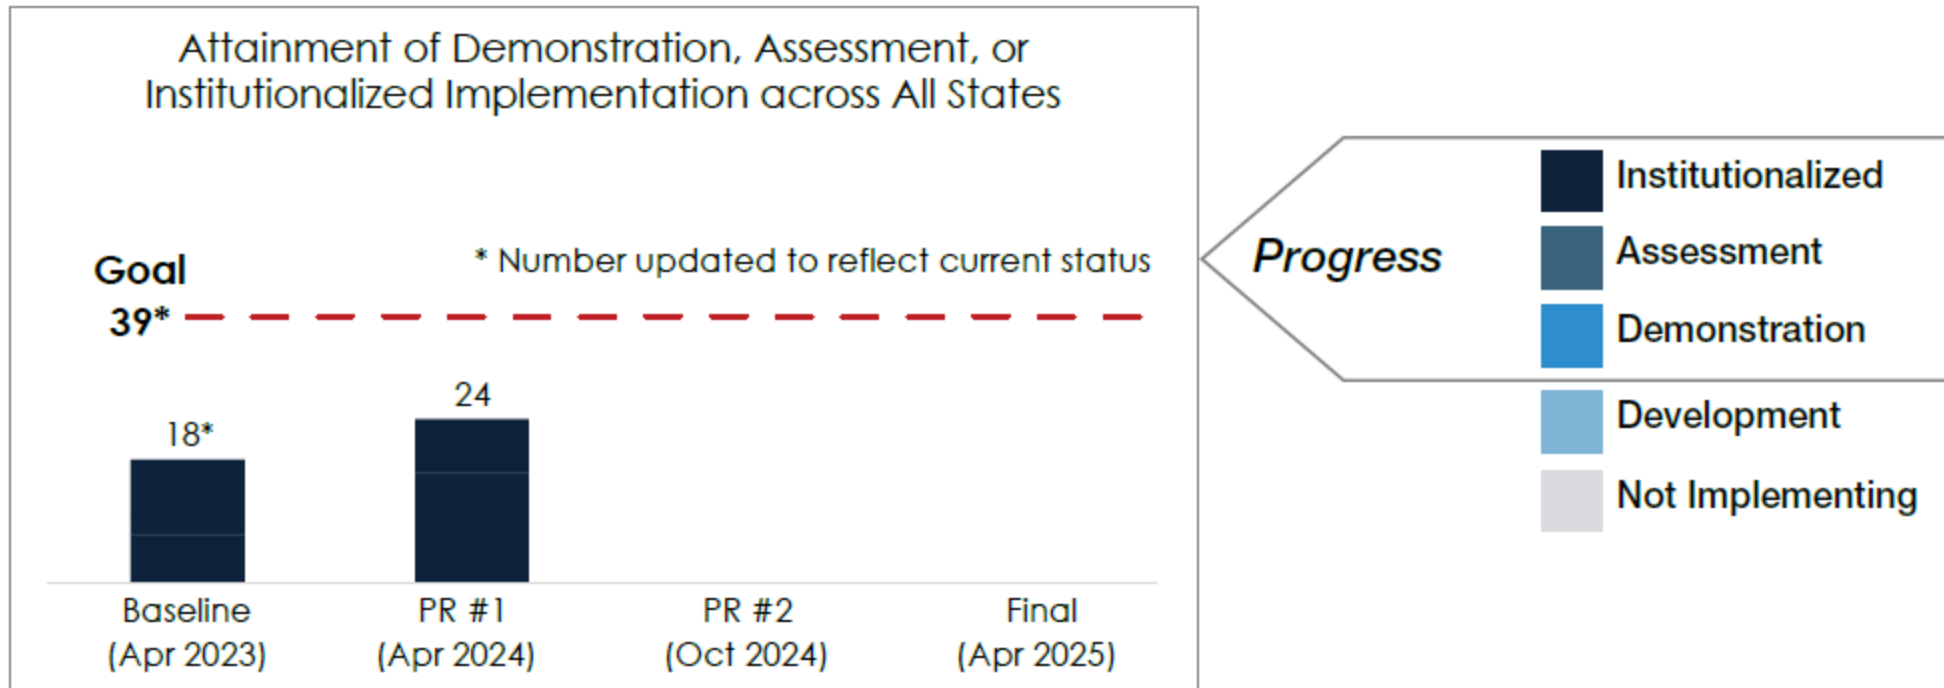 Attainment of Demonstration, Assessment, or
Institutionalized Implementation across All States
Goal
* Number updated to reflect current status
39*
18*
24
Baseline
(Apr 2023)
PR #1
(Apr 2024)
PR #2
(Oct 2024)
Final
(Apr 2025)
Progress
Institutionalized
Assessment
Demonstration
Development
Not Implementing